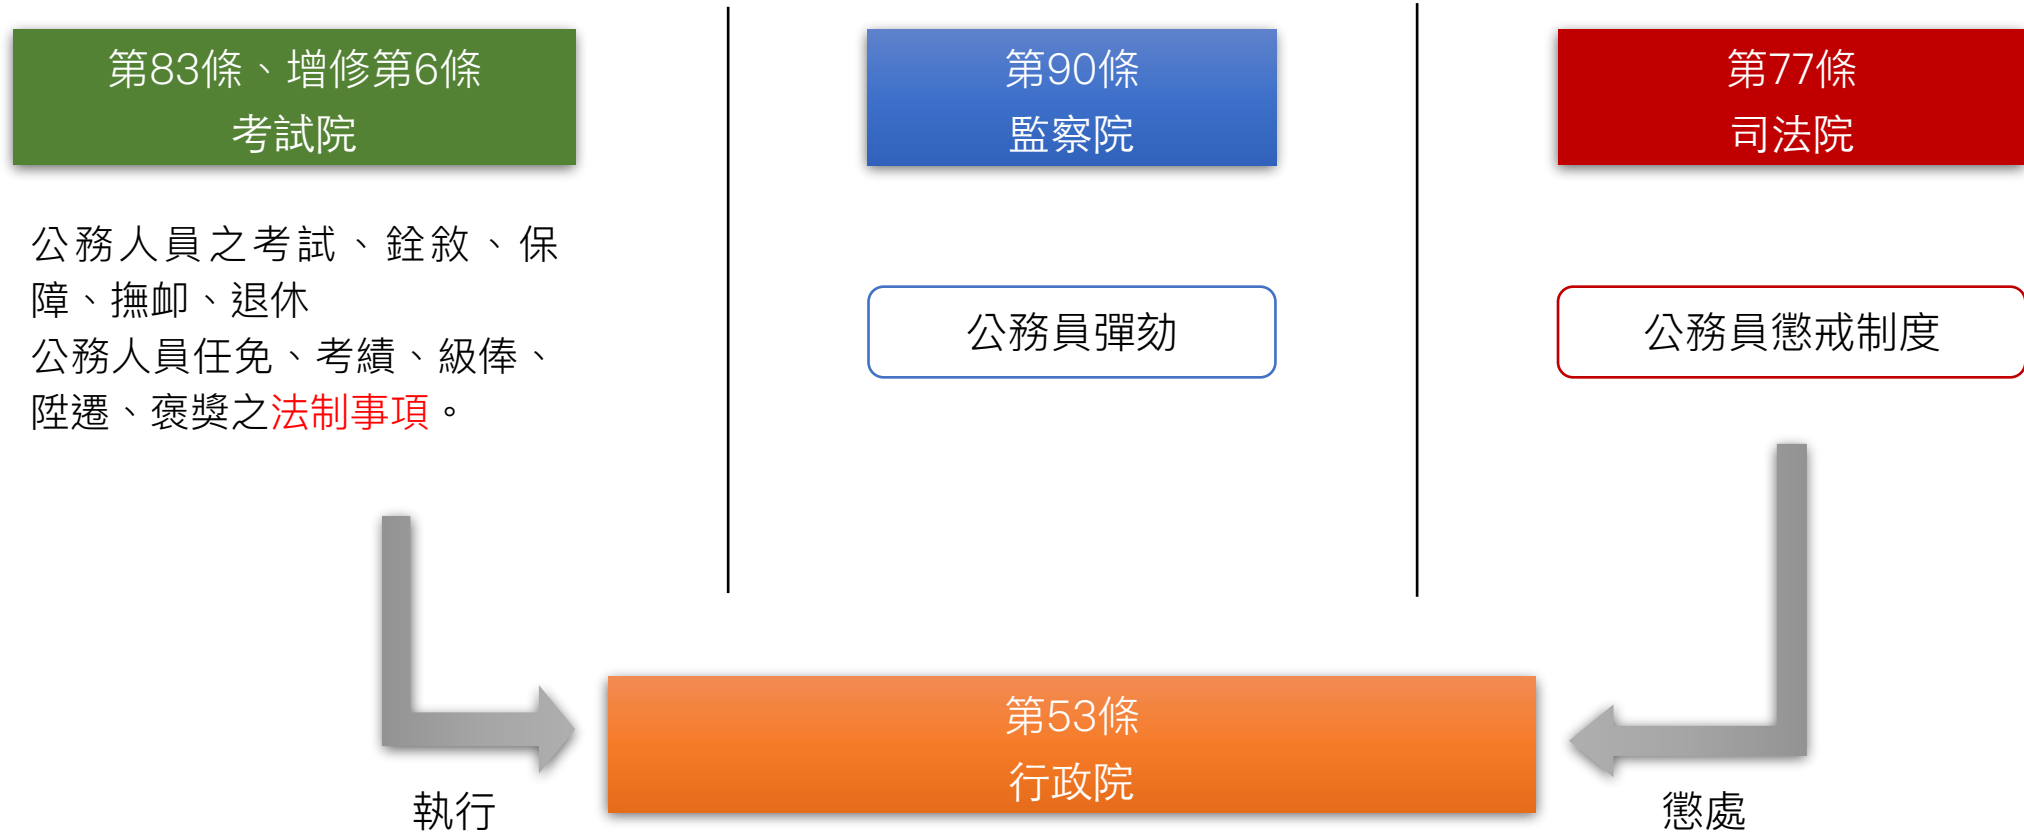 第83條、增修第6條
考試院
公務人員之考試、銓敘、保
障、撫卹、退休
公務人員任免、考績、級俸、
陞遷、褒獎之法制事項。
第90條
監察院
公務員彈劾
第77條
司法院
公務員懲戒制度
第53條
行政院
執行
懲處